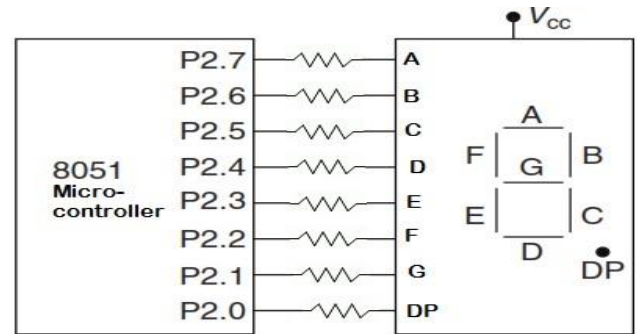 VCC
P2.7 A
P2.6 B
P2.5 C
P2.4 D
P2.3 E
P2.2 F
P2.1 G
P2.0 DP
8051
Micro-
controller
A
F G B
E C
D
DP